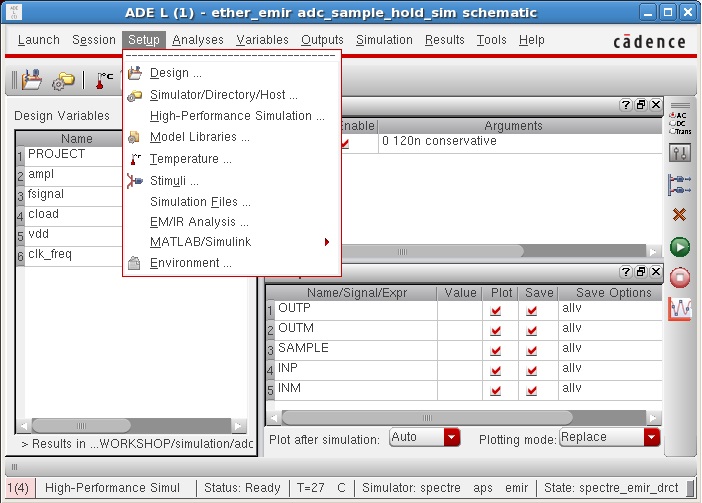 ADE L (1) - ether_emir adc_sample_hold_sim schematic
Launch Session Setup Analyses Variables Outputs Simulation Results Tools Help
cādence
Design ...
Simulator/Directory/Host ...
High-Performance Simulation ...
Model Libraries ...
Temperature ...
Stimuli ...
Simulation Files ...
EM/IR Analysis ...
MATLAB/Simulink
Environment ...
°C
Design Variables
Name
1 PROJECT
2 ampl
3 fsignal
4 cload
5 vdd
6 clk_freq
> Results in ...WORKSHOP/simulation/adc
Enable Arguments
0 120n conservative
AC
DC
Trans
Name/Signal/Expr Value Plot Save Save Options
1 OUTP allv
2 OUTM allv
3 SAMPLE allv
4 INP allv
5 INM allv
Plot after simulation: Auto Plotting mode: Replace
1(4) High-Performance Simul Status: Ready T=27 C Simulator: spectre aps emir State: spectre_emir_drct